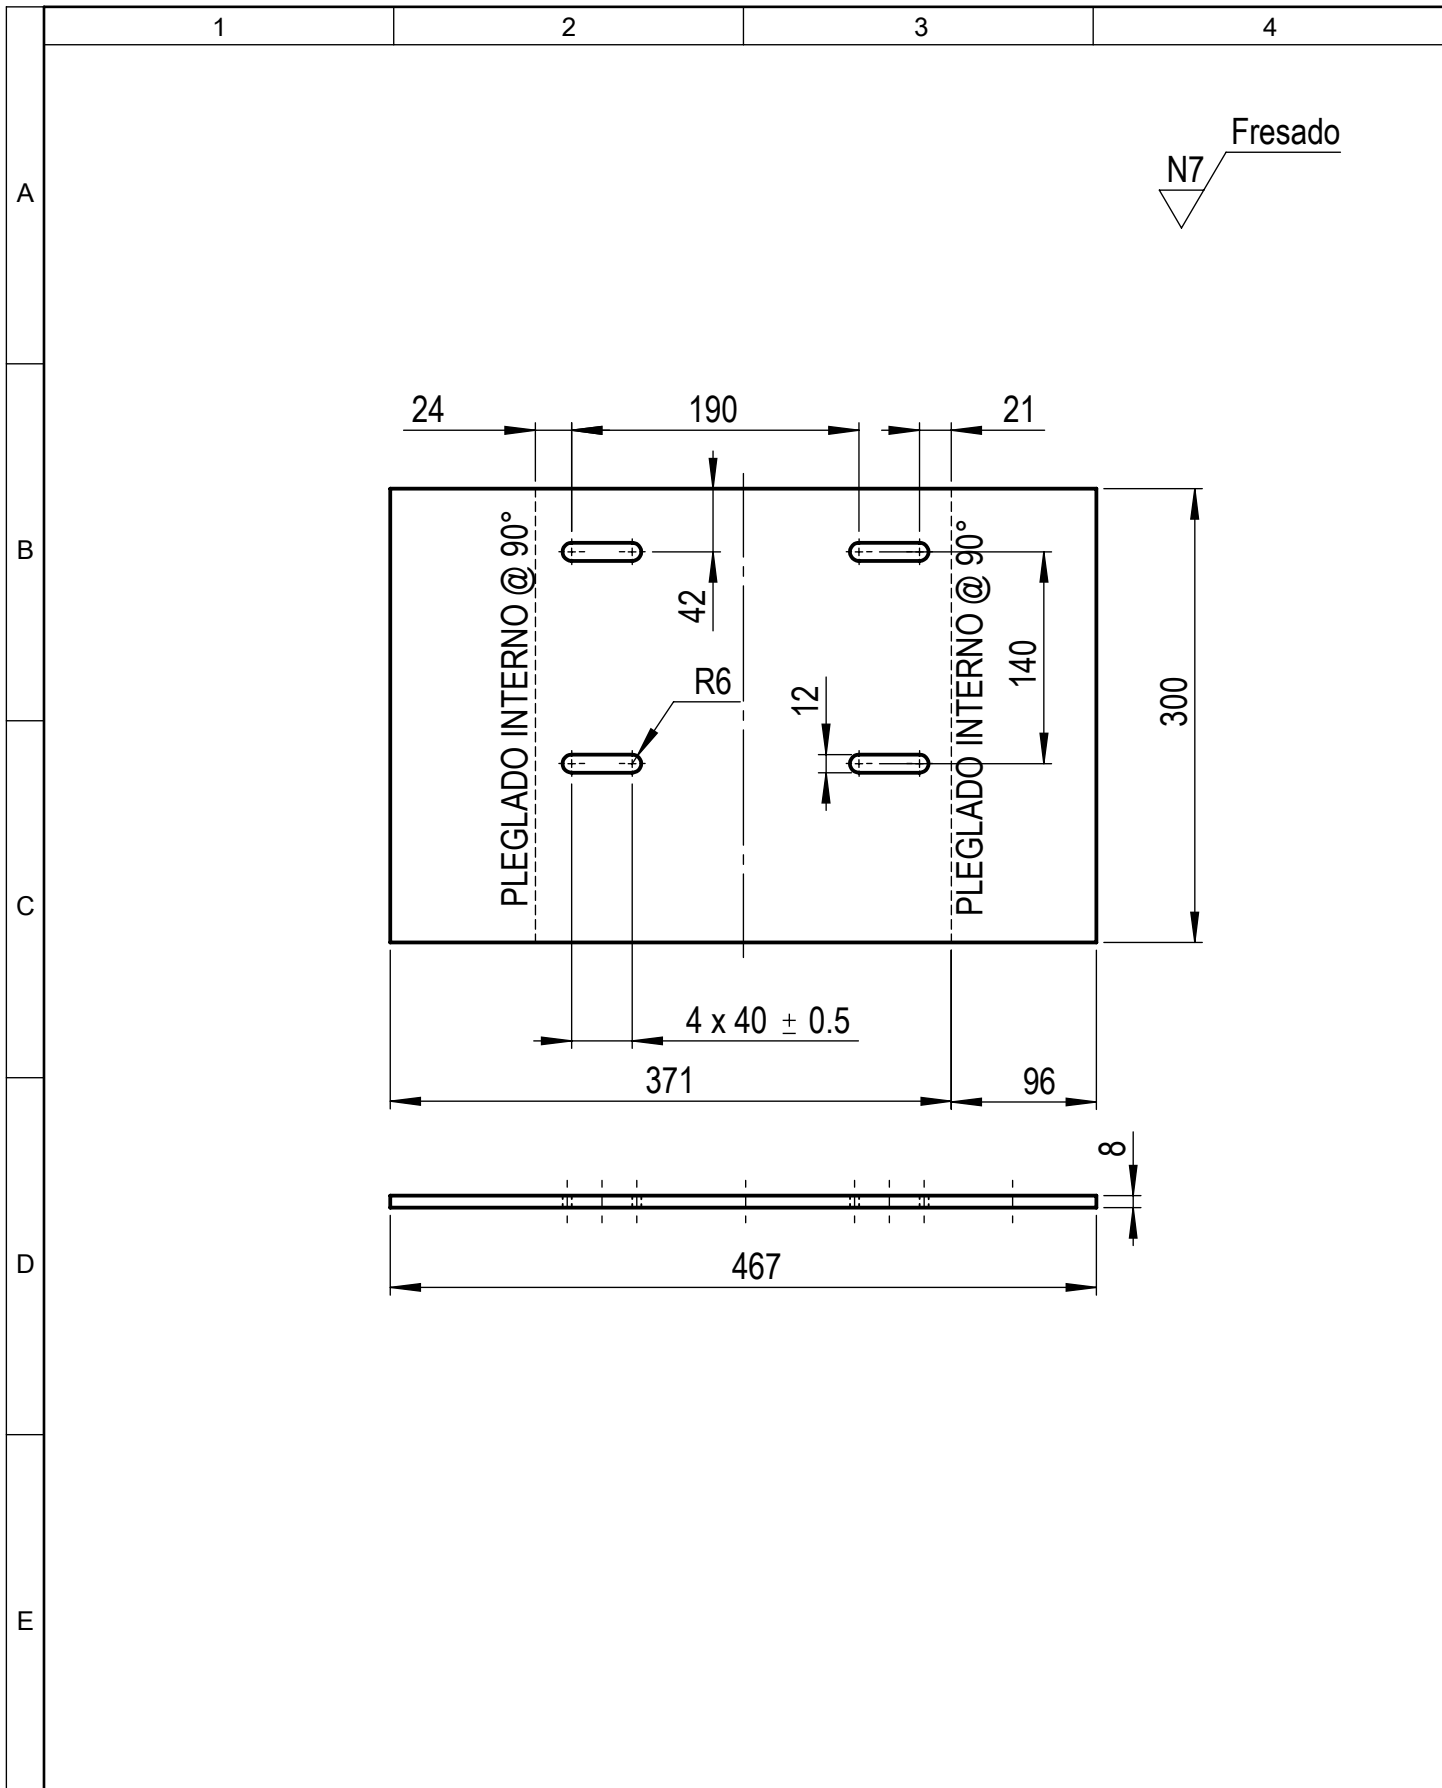 1 2 3 4
Fresado
N7
A
24 190 21
B
PLEGLADO INTERNO @ 90°
PLEGLADO INTERNO @ 90°
42
140
R6
12
300
C
4 x 40 ± 0.5
371
96
8
D
467
E